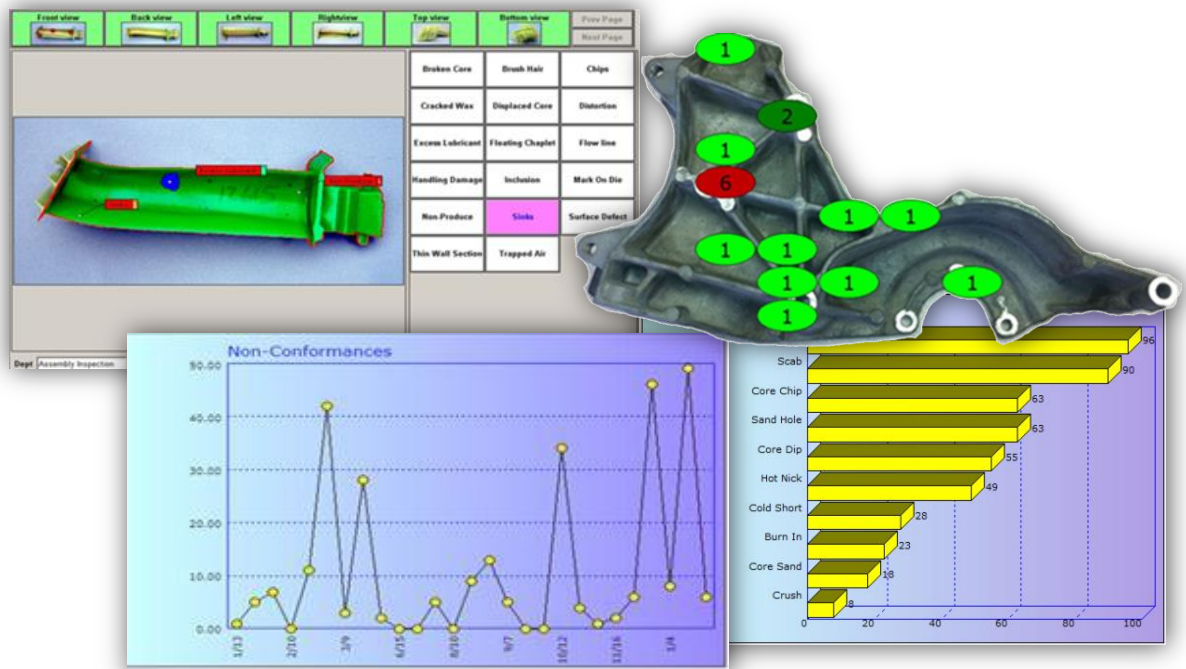 Front view
Back view
Left view
Rightview
Top view
Bottom view
Prev Page
Next Page
Broken Core
Brush Hair
Chips
Cracked Wax
Displaced Core
Distortion
Excess Lubricant
Floating Chaplet
Flow line
Handling Damage
Inclusion
Mark On Die
Non-Produce
Sinks
Surface Defect
Thin Wall Section
Trapped Air
Dept
Assembly Inspection
1
2
1
6
1
1
1
1
1
1
1
1
Non-Conformances
50.00
40.00
30.00
20.00
10.00
0.00
1/13
2/10
3/9
6/15
8/10
9/7
10/12
11/16
1/4
96
Scab
90
Core Chip
63
Sand Hole
63
Core Dip
55
Hot Nick
49
Cold Short
28
Burn In
23
Core Sand
18
Crush
8
0
20
40
60
80
100